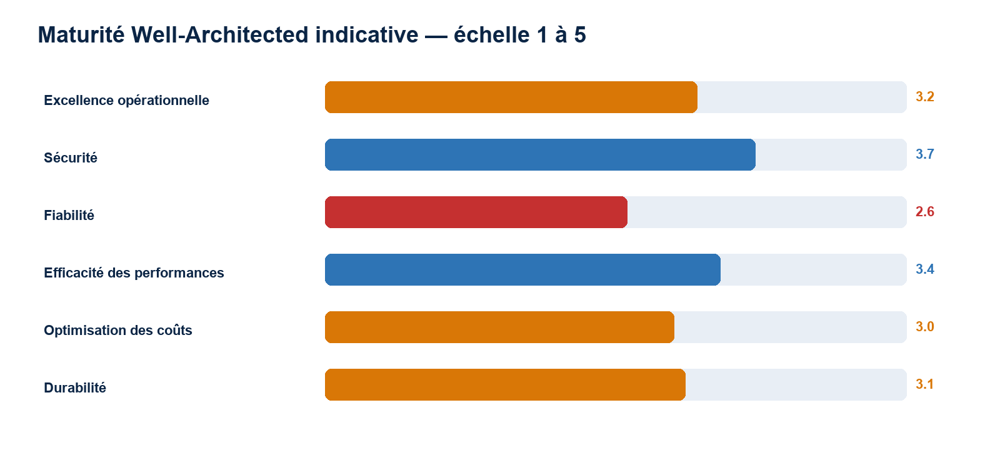 Maturité Well-Architected indicative — échelle 1 à 5
Excellence opérationnelle 3.2
Sécurité 3.7
Fiabilité 2.6
Efficacité des performances 3.4
Optimisation des coûts 3.0
Durabilité 3.1